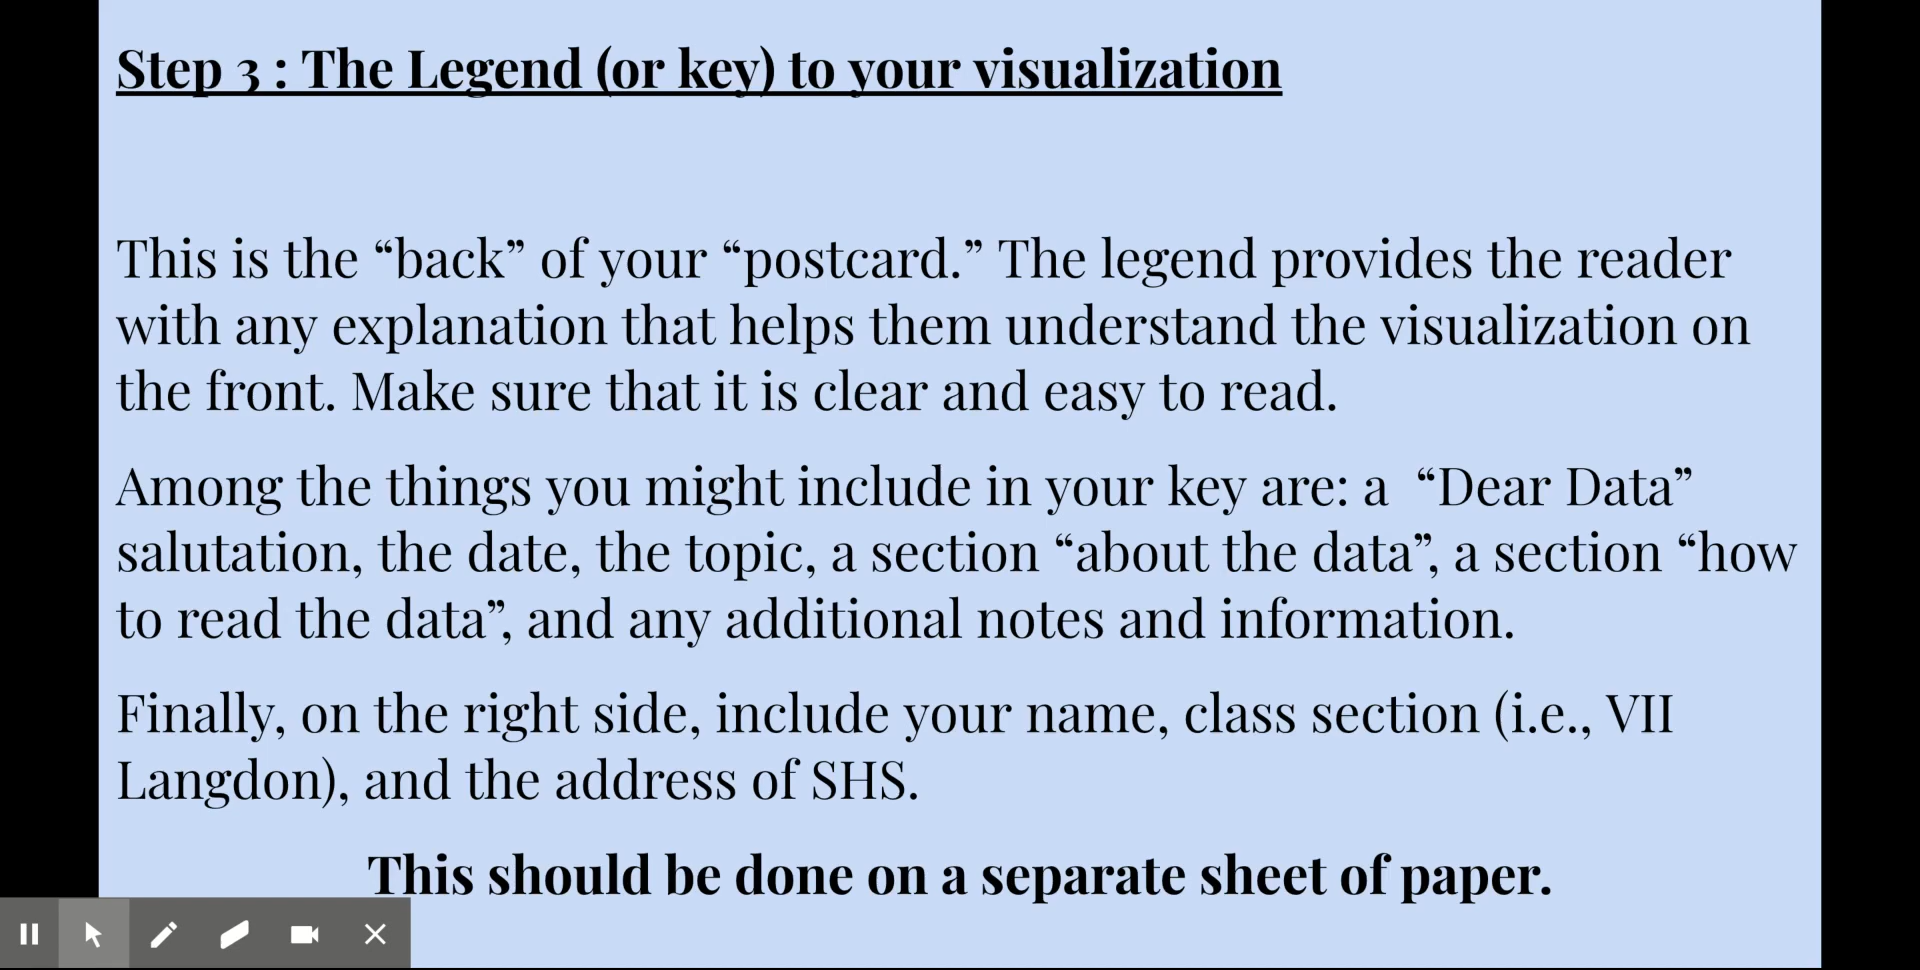 Step 3 : The Legend (or key) to your visualization
This is the “back” of your “postcard.” The legend provides the reader
with any explanation that helps them understand the visualization on
the front. Make sure that it is clear and easy to read.
Among the things you might include in your key are: a  “Dear Data”
salutation, the date, the topic, a section “about the data”, a section “how
to read the data”, and any additional notes and information.
Finally, on the right side, include your name, class section (i.e., VII
Langdon), and the address of SHS.
This should be done on a separate sheet of paper.